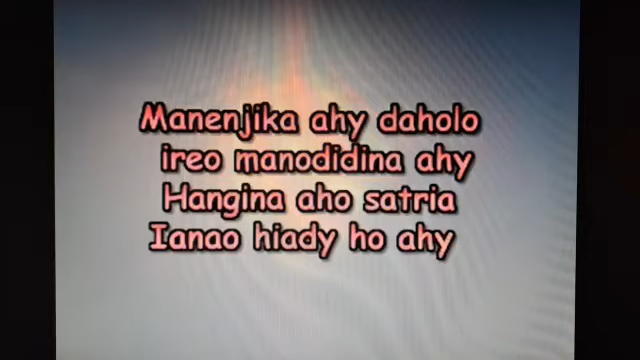 Manenjika ahy daholo
ireo manodidina ahy
Hangina aho satria
Ianao hiady ho ahy